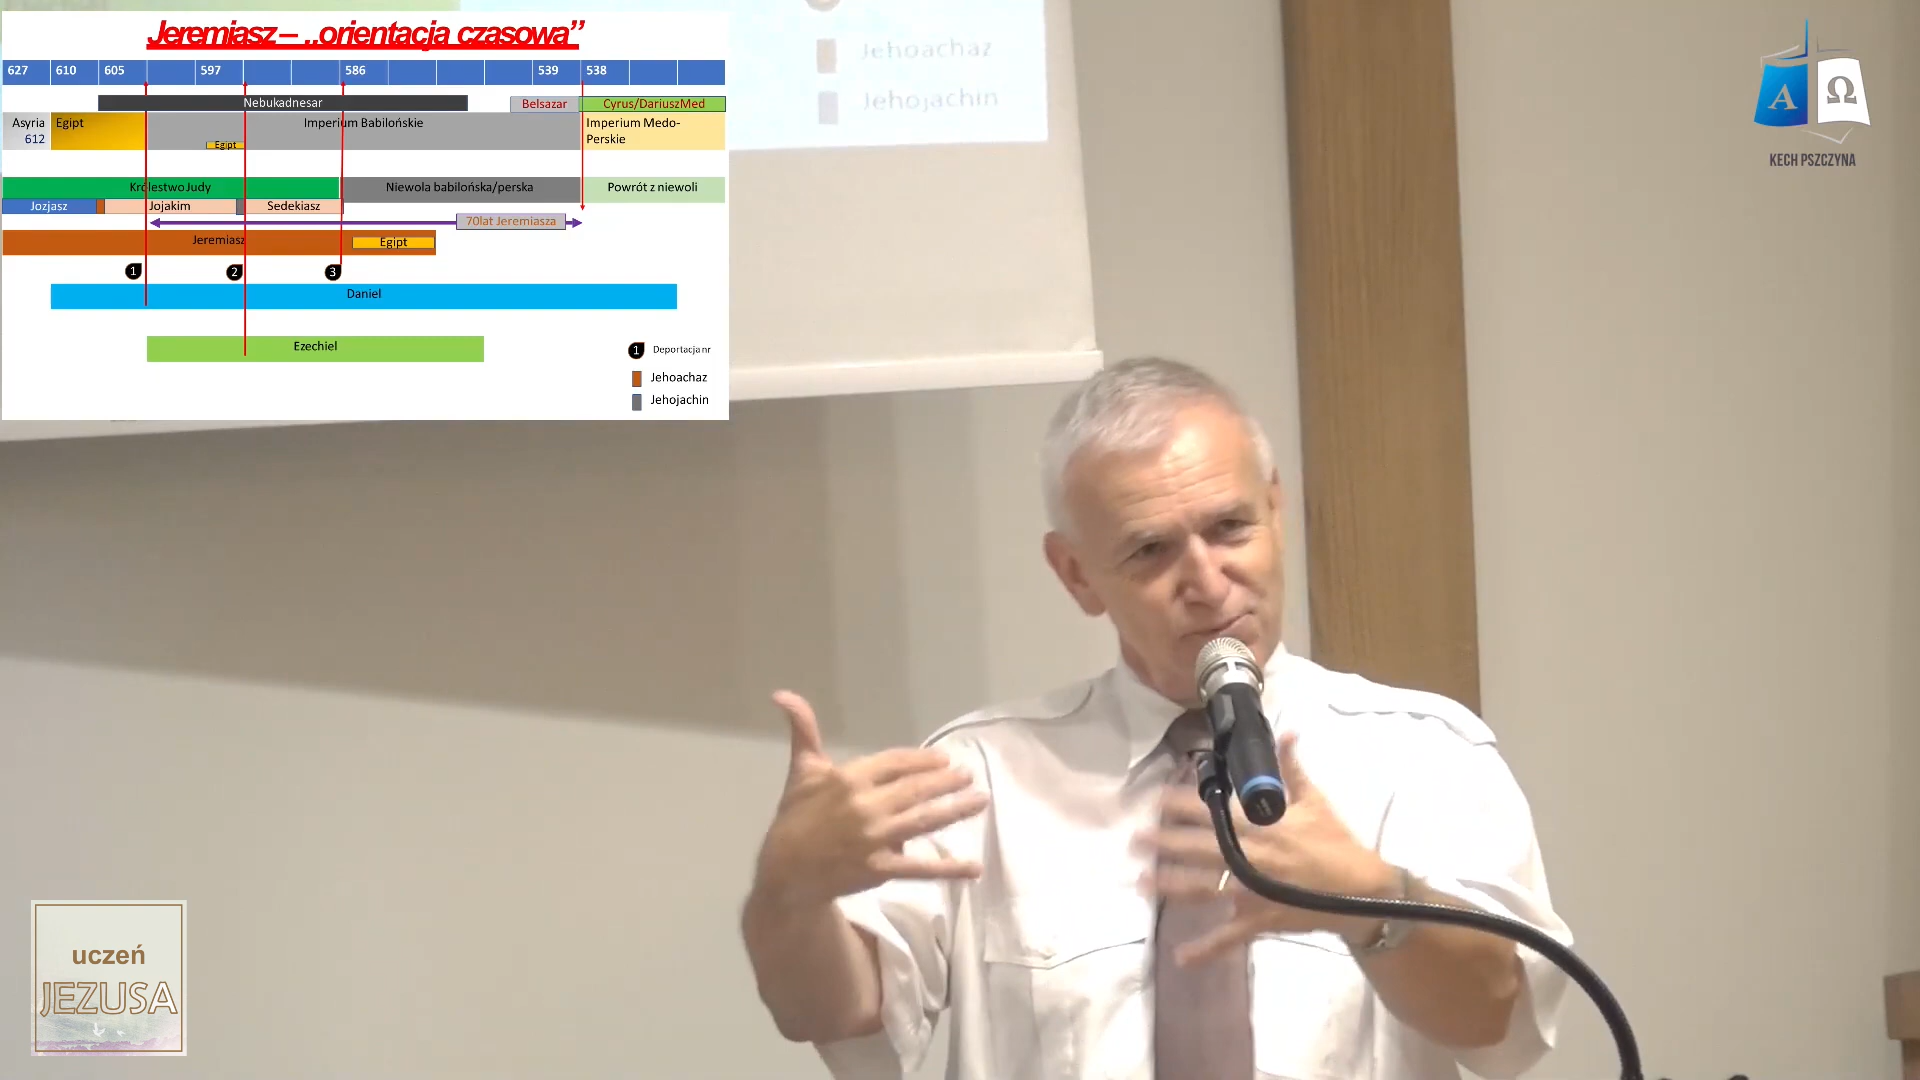 Jeremiasz – „orientacja czasowa”
627 610 605 597 586 539 538
Nebukadnesar Belsazar Cyrus/DariuszMed
Asyria Egipt Imperium Babilońskie Imperium Medo-
612 Egipt Perskie
Królestwo Judy Niewola babilońska/perska Powrót z niewoli
Jozjasz Jojakim Sedekiasz
70lat Jeremiasza
Jeremiasz Egipt
1 2 3
Daniel
Ezechiel
1 Deportacja nr
Jehoachaz
Jehojachin
Jehoachaz
Jehojachin
A Ω
KECH PSZCZYNA
uczeń
JEZUSA